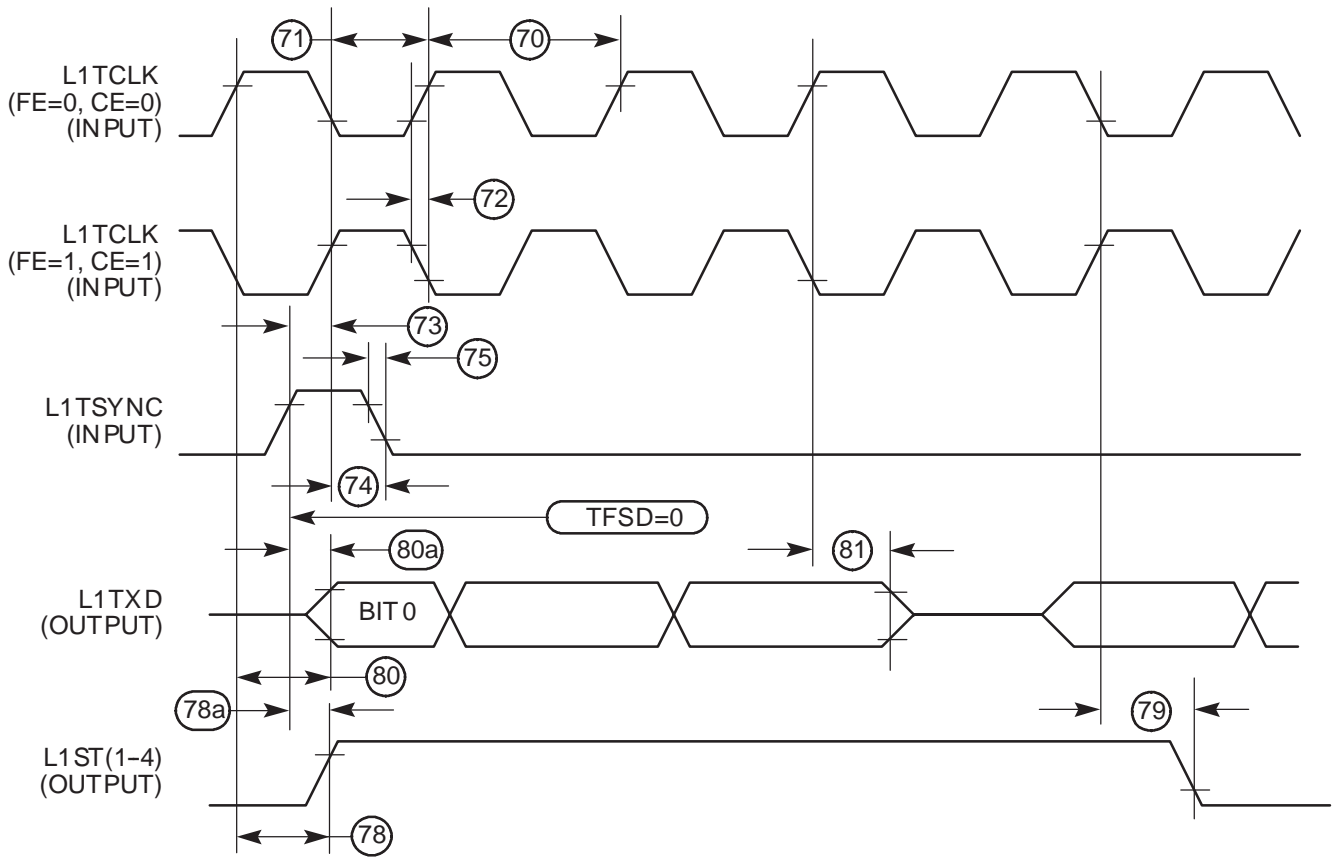 71
70
L1TCLK
(FE=0, CE=0)
(INPUT)
72
L1TCLK
(FE=1, CE=1)
(INPUT)
73
75
L1TSYNC
(INPUT)
74
TFSD=0
80a
81
L1TXD
(OUTPUT)
BIT 0
80
78a
79
L1ST(1–4)
(OUTPUT)
78